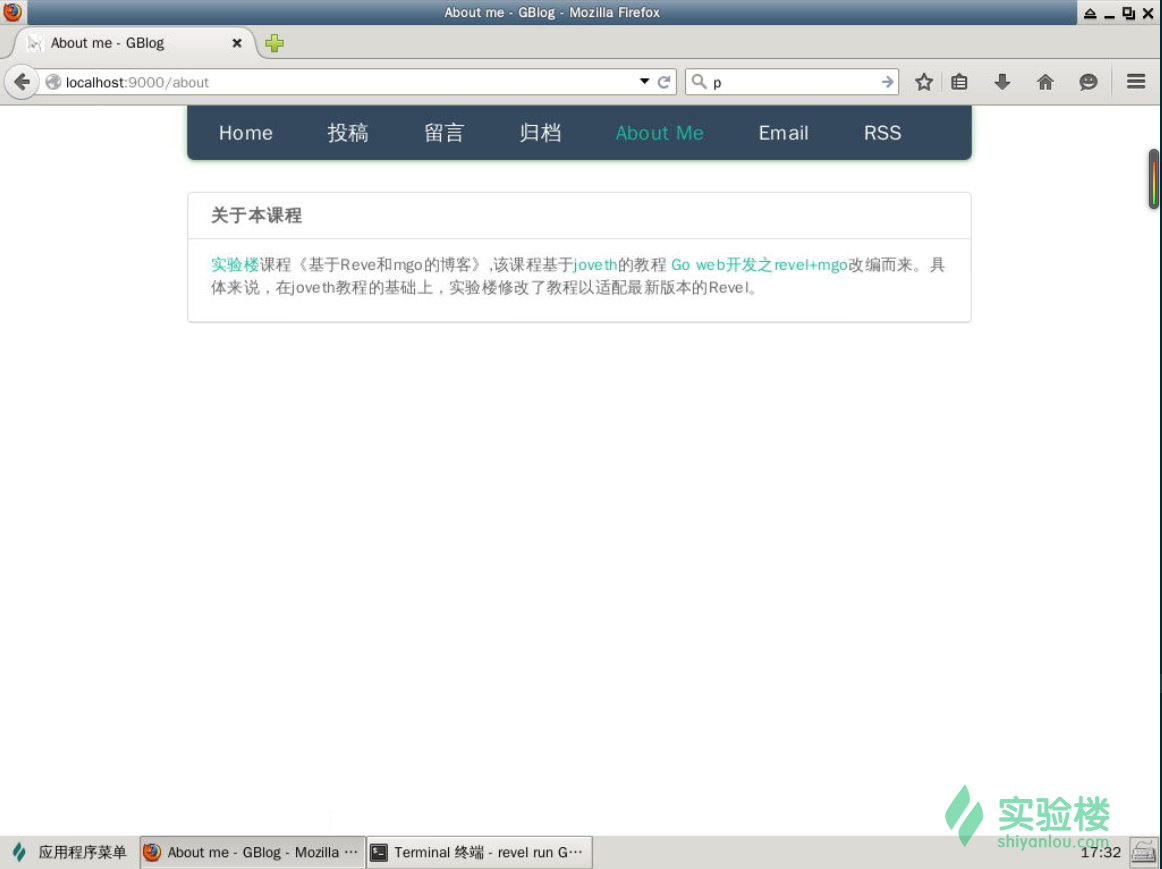 About me - GBlog - Mozilla Firefox
About me - GBlog
localhost:9000/about
p
Home 投稿 留言 归档 About Me Email RSS
关于本课程
实验楼课程《基于Reve和mgo的博客》,该课程基于joveth的教程 Go web开发之revel+mgo改编而来。具
体来说，在joveth教程的基础上，实验楼修改了教程以适配最新版本的Revel。
实验楼
shiyanlou.com
应用程序菜单 About me - GBlog - Mozilla ··· Terminal 终端 - revel run G··· 17:32